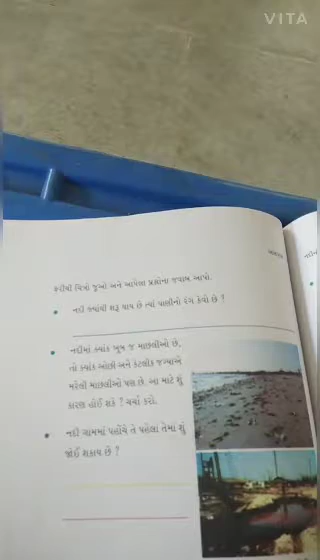 VITA
ફરીથી ચિત્રો જુઓ અને આપેલા પ્રશ્નોના જવાબ આપો.
• નદી ક્યાંથી શરૂ થાય છે ત્યાં પાણીનો રંગ કેવો છે ?
• નદીમાં ક્યાંક ખૂબ જ માછલીઓ છે,
તો ક્યાંક ઓછી અને કેટલીક જગ્યાએ
મરેલી માછલીઓ પણ છે. આ માટે શું
કારણ હોઈ શકે ? ચર્ચા કરો.
• નદી ગામમાં પહોંચે તે પહેલાં તેમાં શું
જોઈ શકાય છે ?